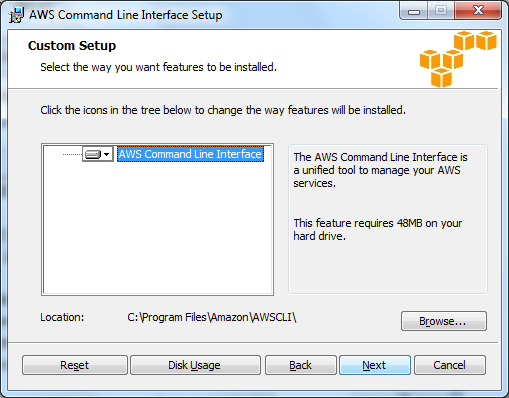 AWS Command Line Interface Setup
Custom Setup
Select the way you want features to be installed.
Click the icons in the tree below to change the way features will be installed.
AWS Command Line Interface
The AWS Command Line Interface is
a unified tool to manage your AWS
services.
This feature requires 48MB on your
hard drive.
Location: C:\Program Files\Amazon\AWSCLI\
Browse...
Reset Disk Usage Back Next Cancel